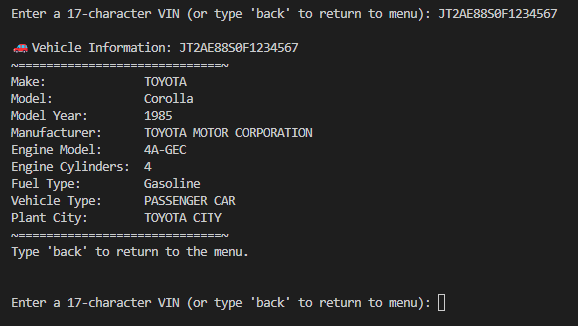 Enter a 17-character VIN (or type 'back' to return to menu): JT2AE88S0F1234567
🚗 Vehicle Information: JT2AE88S0F1234567
~=============================~
Make: TOYOTA
Model: Corolla
Model Year: 1985
Manufacturer: TOYOTA MOTOR CORPORATION
Engine Model: 4A-GEC
Engine Cylinders: 4
Fuel Type: Gasoline
Vehicle Type: PASSENGER CAR
Plant City: TOYOTA CITY
~=============================~
Type 'back' to return to the menu.
Enter a 17-character VIN (or type 'back' to return to menu):